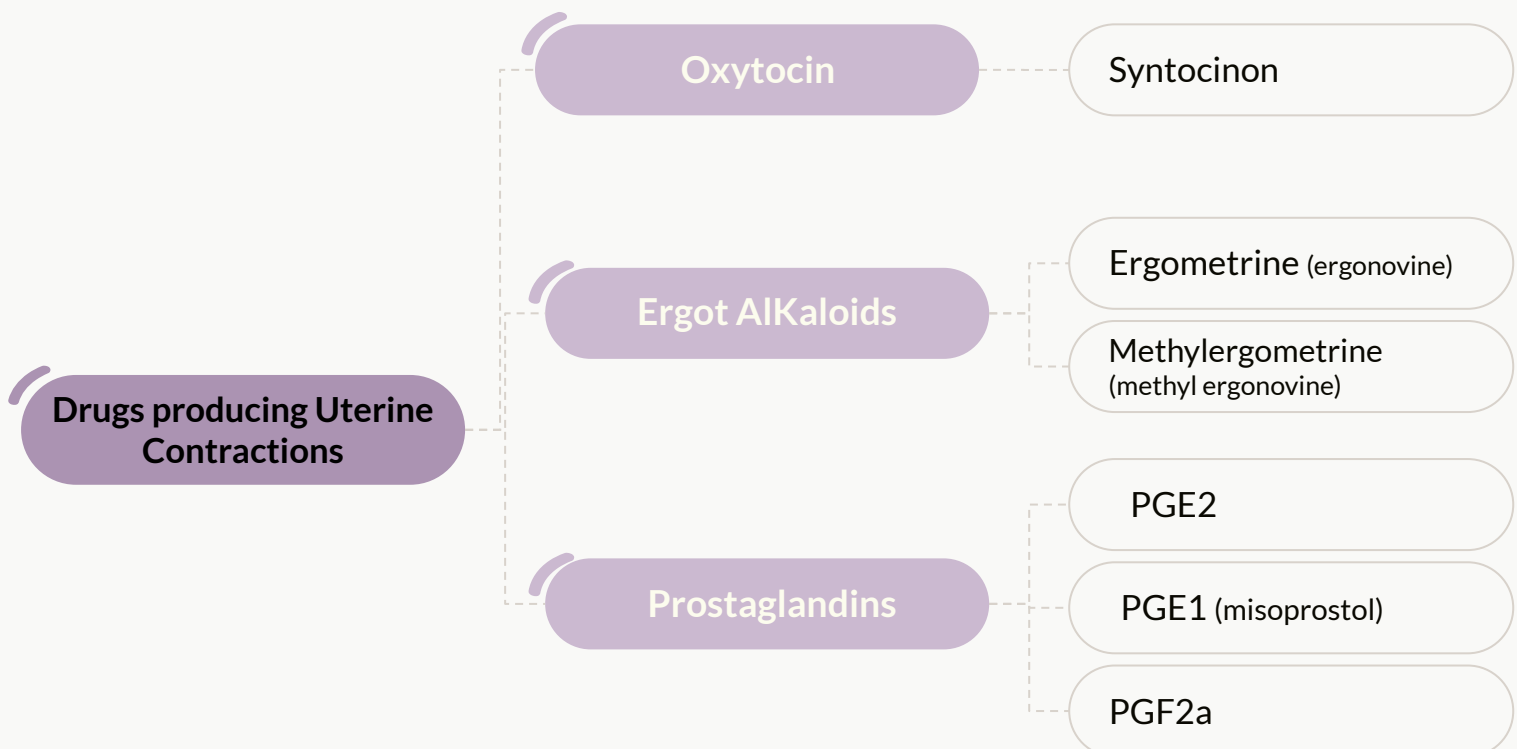 Drugs producing Uterine
Contractions
Oxytocin
Syntocinon
Ergot AlKaloids
Ergometrine (ergonovine)
Methylergometrine
(methyl ergonovine)
Prostaglandins
PGE2
PGE1 (misoprostol)
PGF2a